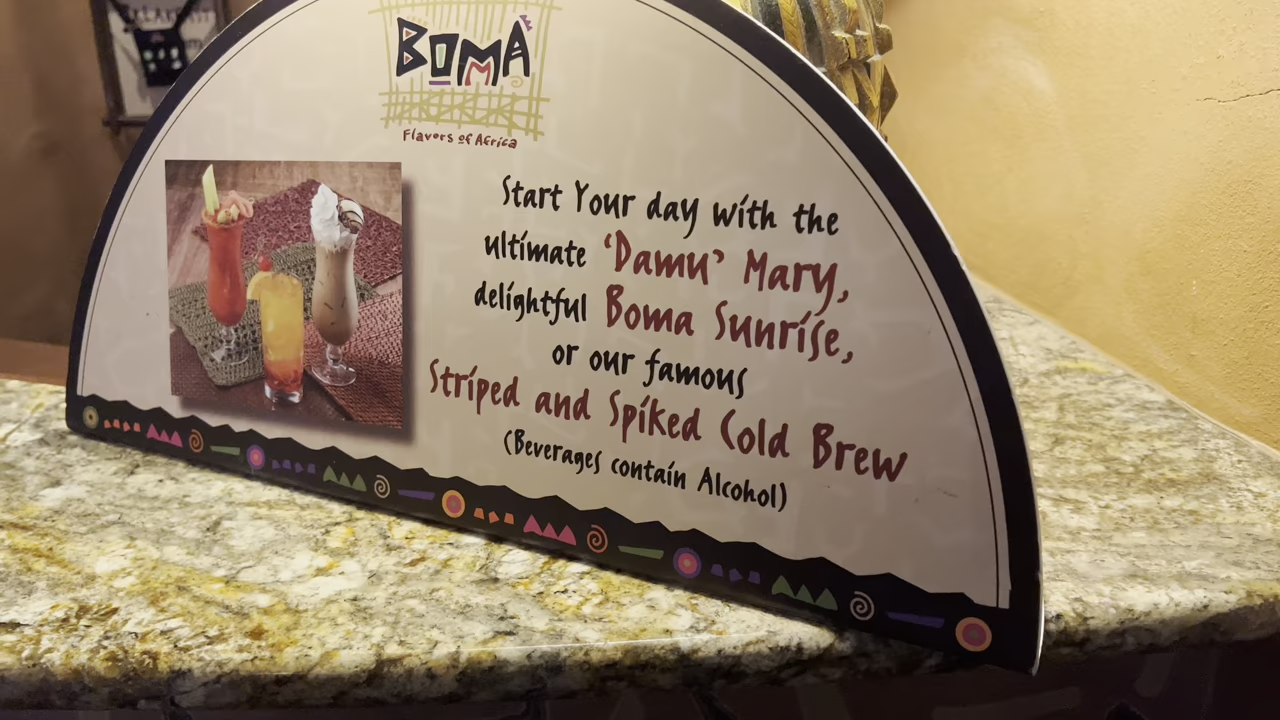 BOMA
Flavors of Africa
Start Your day with the
ultimate ‘Damu’ Mary,
delightful Boma Sunrise,
or our famous
Striped and Spiked Cold Brew
(Beverages contain Alcohol)